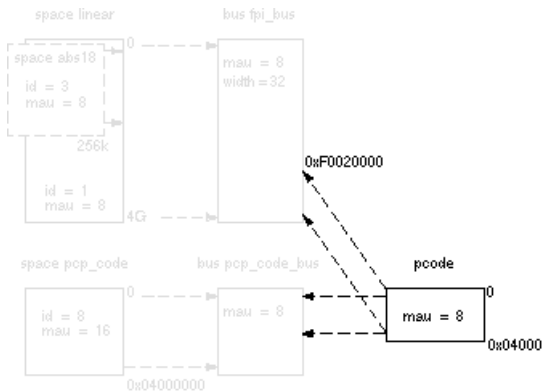 space linear
bus fpi_bus
0
space abs18
id = 3
mau = 8
mau = 8
width = 32
256k
0xF0020000
id = 1
mau = 8
4G
space pcp_code
bus pcp_code_bus
pcode
0
0
id = 8
mau = 16
mau = 8
mau = 8
0x04000
0x04000000